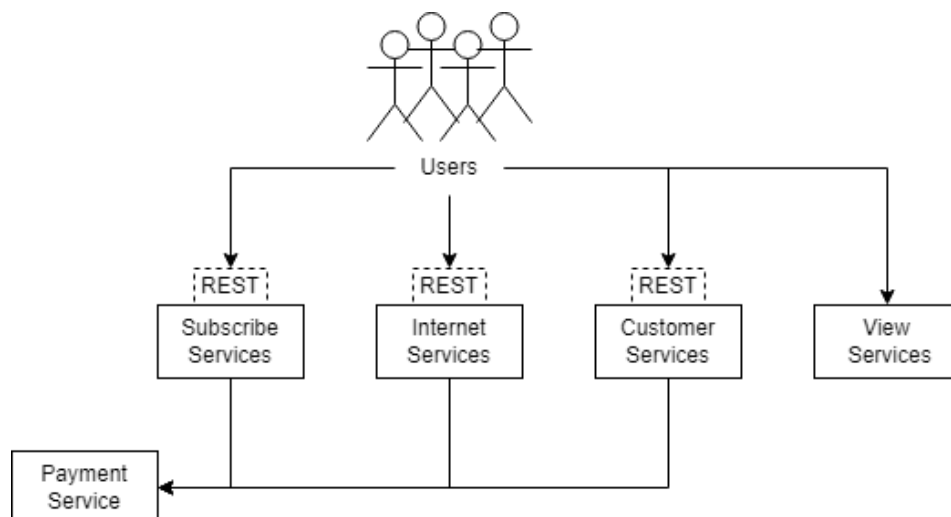 Users
REST
REST
REST
Subscribe
Services
Internet
Services
Customer
Services
View
Services
Payment
Service